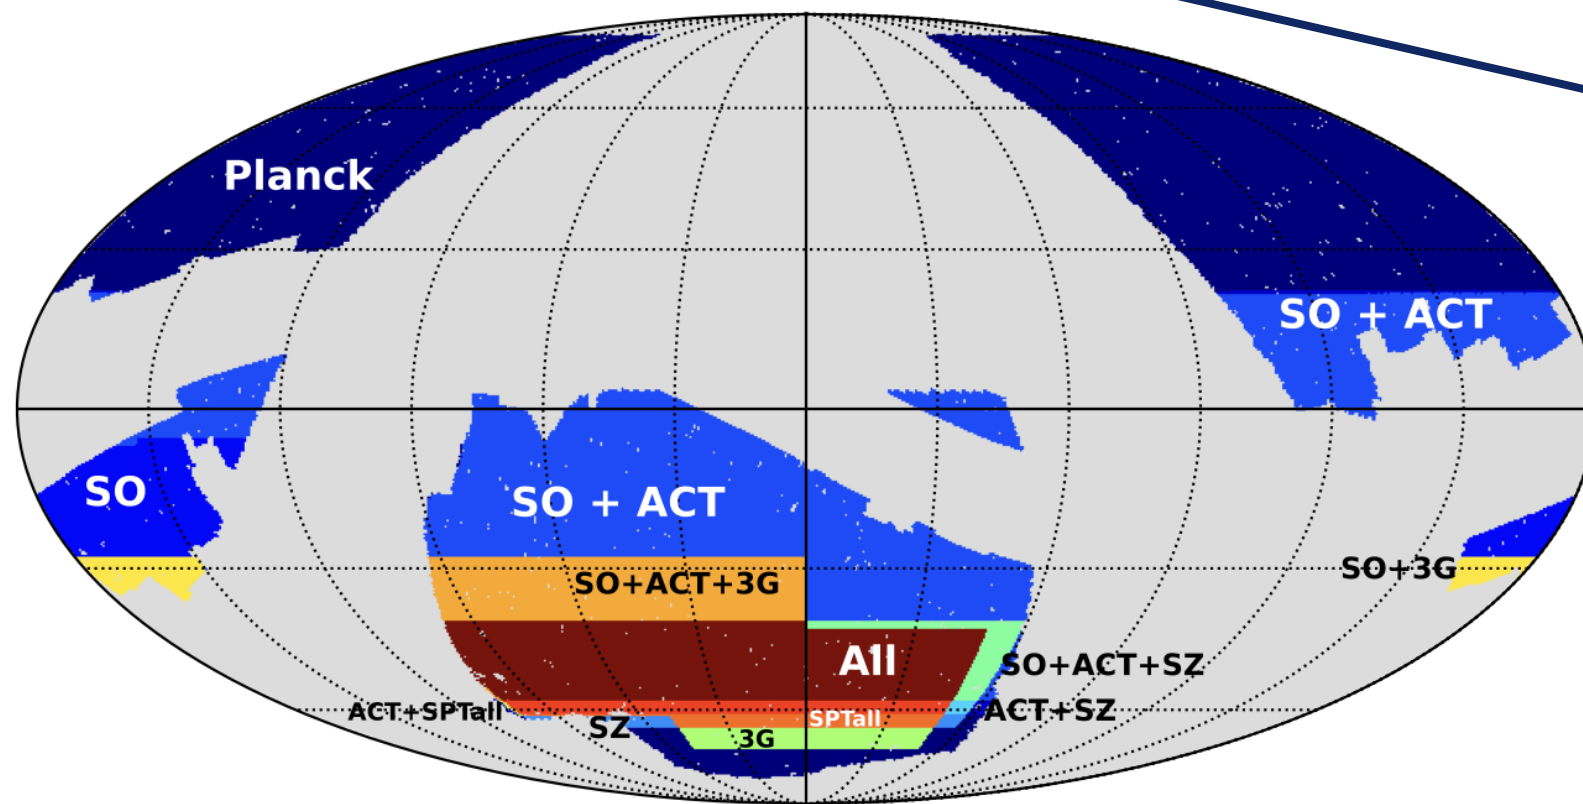 Planck
SO + ACT
SO
SO + ACT
SO+3G
SO+ACT+3G
All
SO+ACT+SZ
ACT+SPTall
SZ
SPTall
ACT+SZ
3G